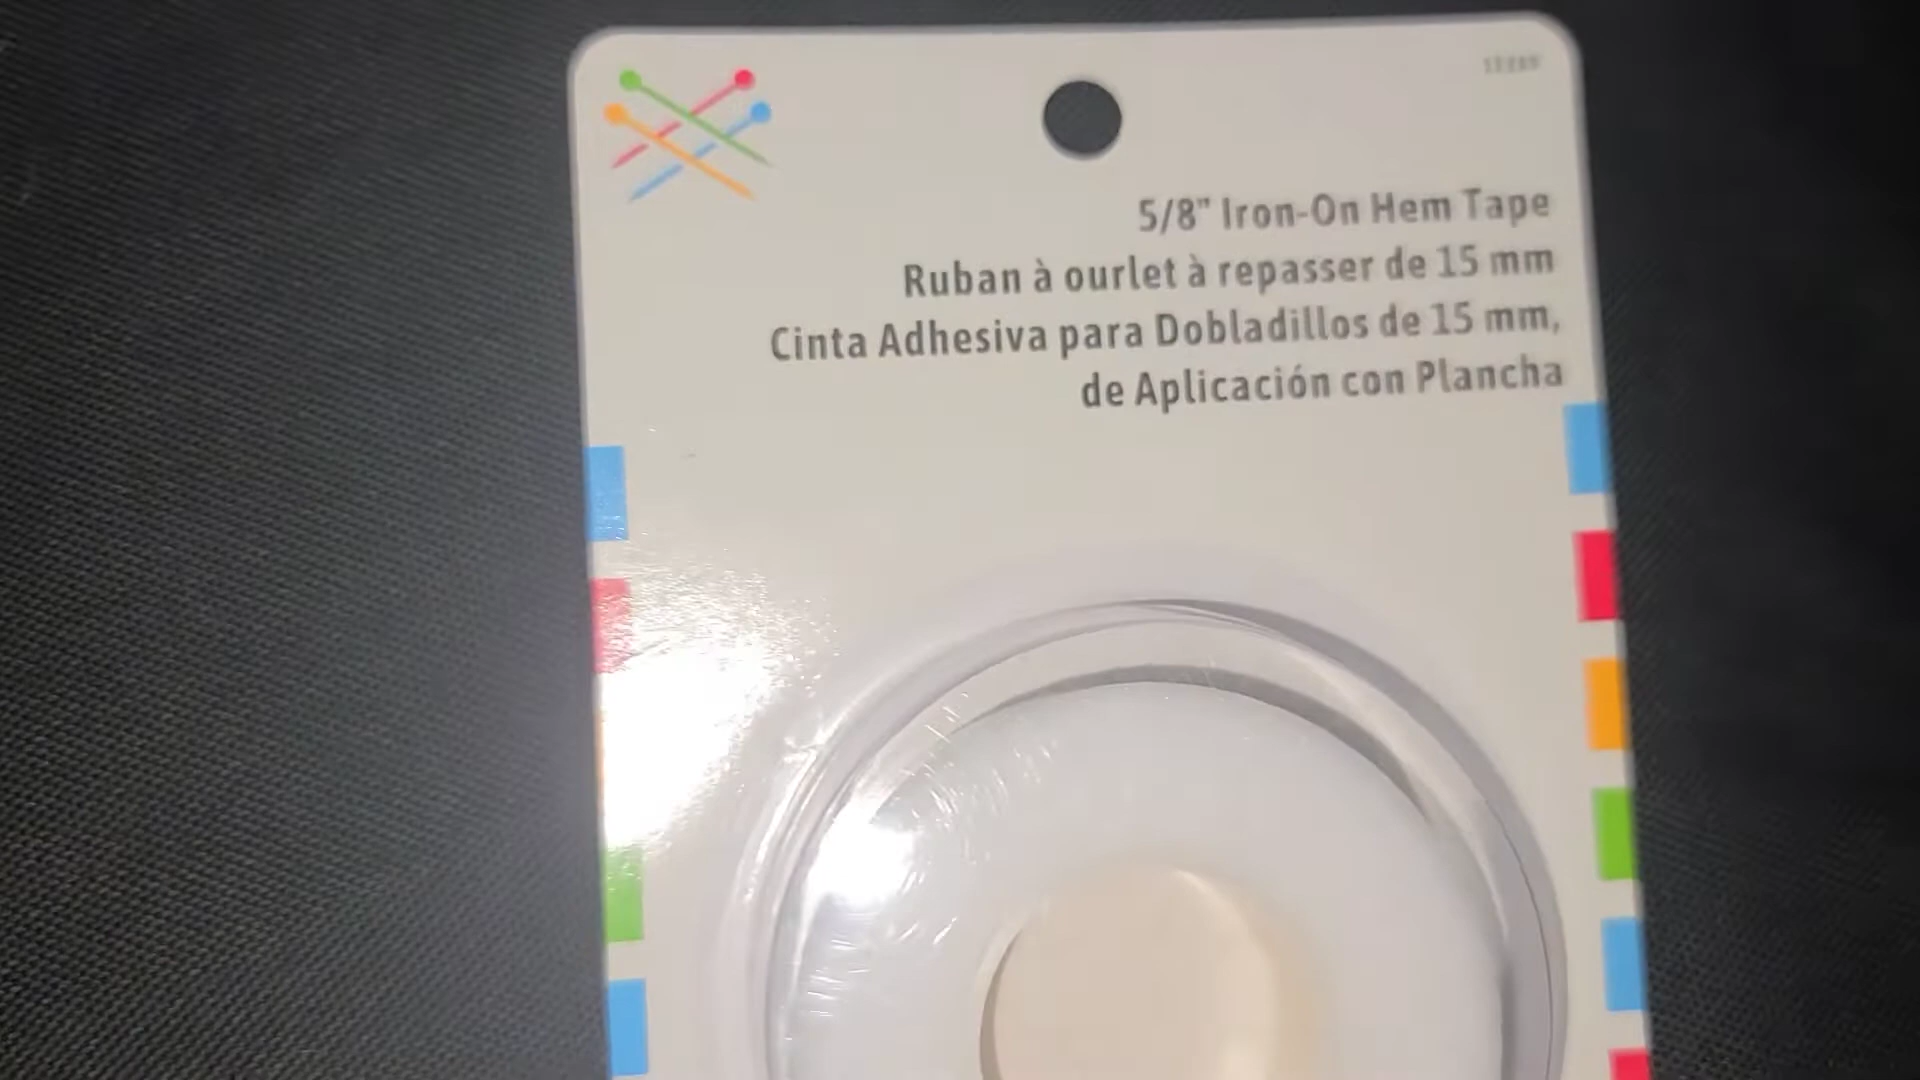 5/8" Iron-On Hem Tape
Ruban à ourlet à repasser de 15 mm
Cinta Adhesiva para Dobladillos de 15 mm,
de Aplicación con Plancha